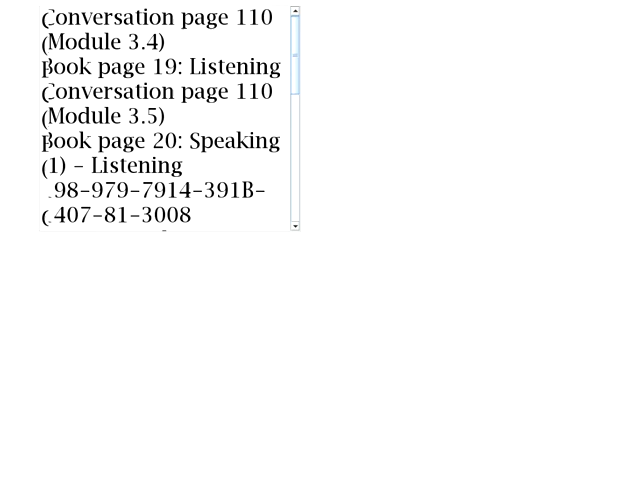 Conversation page 110
(Module 3.4)
Book page 19: Listening
Conversation page 110
(Module 3.5)
Book page 20: Speaking
(1) – Listening
.98-979-7914-391B-
.407-81-3008